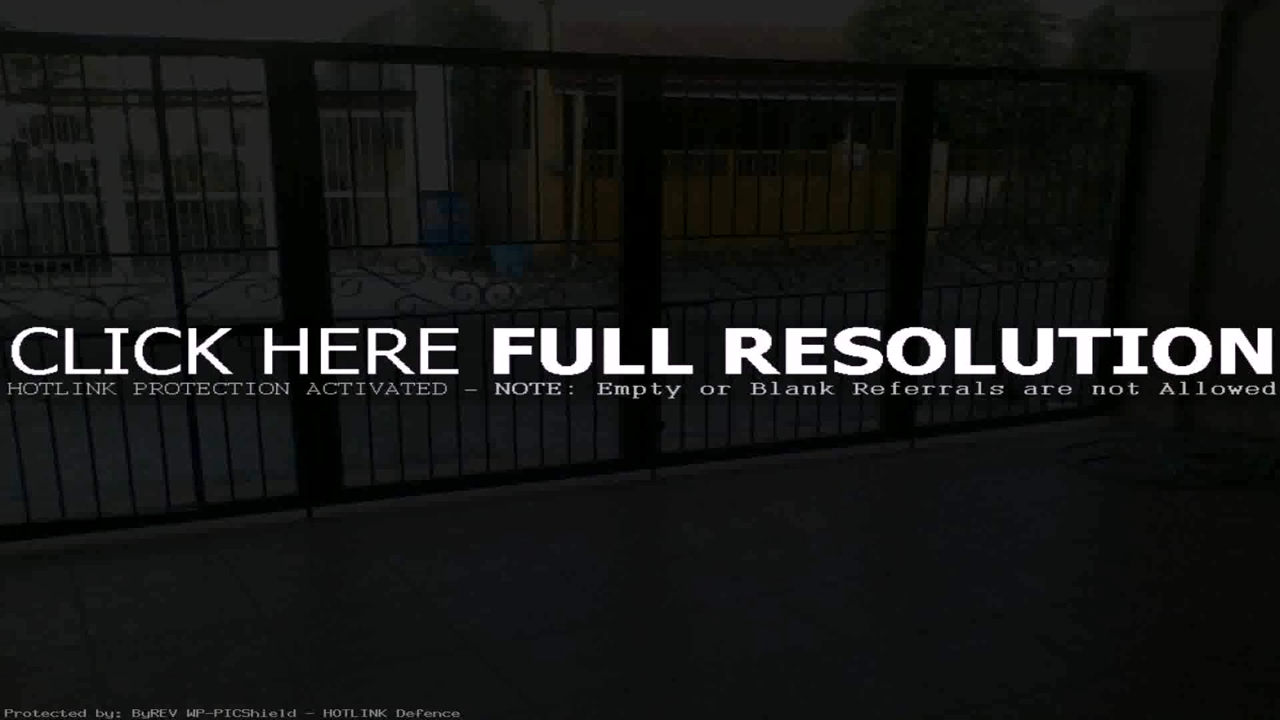 CLICK HERE FULL RESOLUTION
HOTLINK PROTECTION ACTIVATED - NOTE: Empty or Blank Referrals are not Allowed
Protected by: ByREV WP-PICShield - HOTLINK Defence